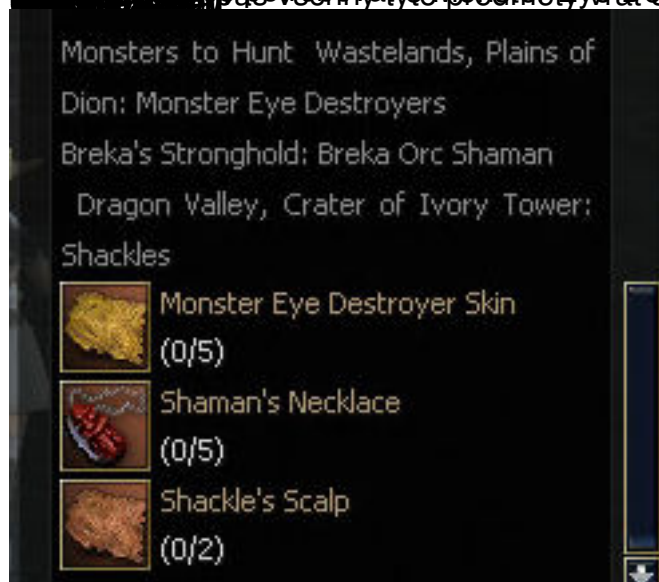 Monsters to Hunt Wastelands, Plains of
Dion: Monster Eye Destroyers
Breka's Stronghold: Breka Orc Shaman
Dragon Valley, Crater of Ivory Tower:
Shackles
Monster Eye Destroyer Skin
(0/5)
Shaman's Necklace
(0/5)
Shackle's Scalp
(0/2)